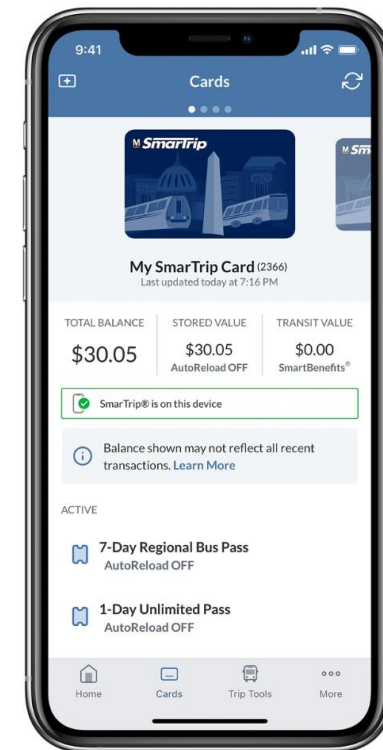 9:41
Cards
M SmarTrip
M Sm
My SmarTrip Card (2366)
Last updated today at 7:16 PM
TOTAL BALANCE
$30.05
STORED VALUE
$30.05
AutoReload OFF
TRANSIT VALUE
$0.00
SmartBenefits®
SmarTrip® is on this device
Balance shown may not reflect all recent
transactions. Learn More
ACTIVE
7-Day Regional Bus Pass
AutoReload OFF
1-Day Unlimited Pass
AutoReload OFF
Home
Cards
Trip Tools
More